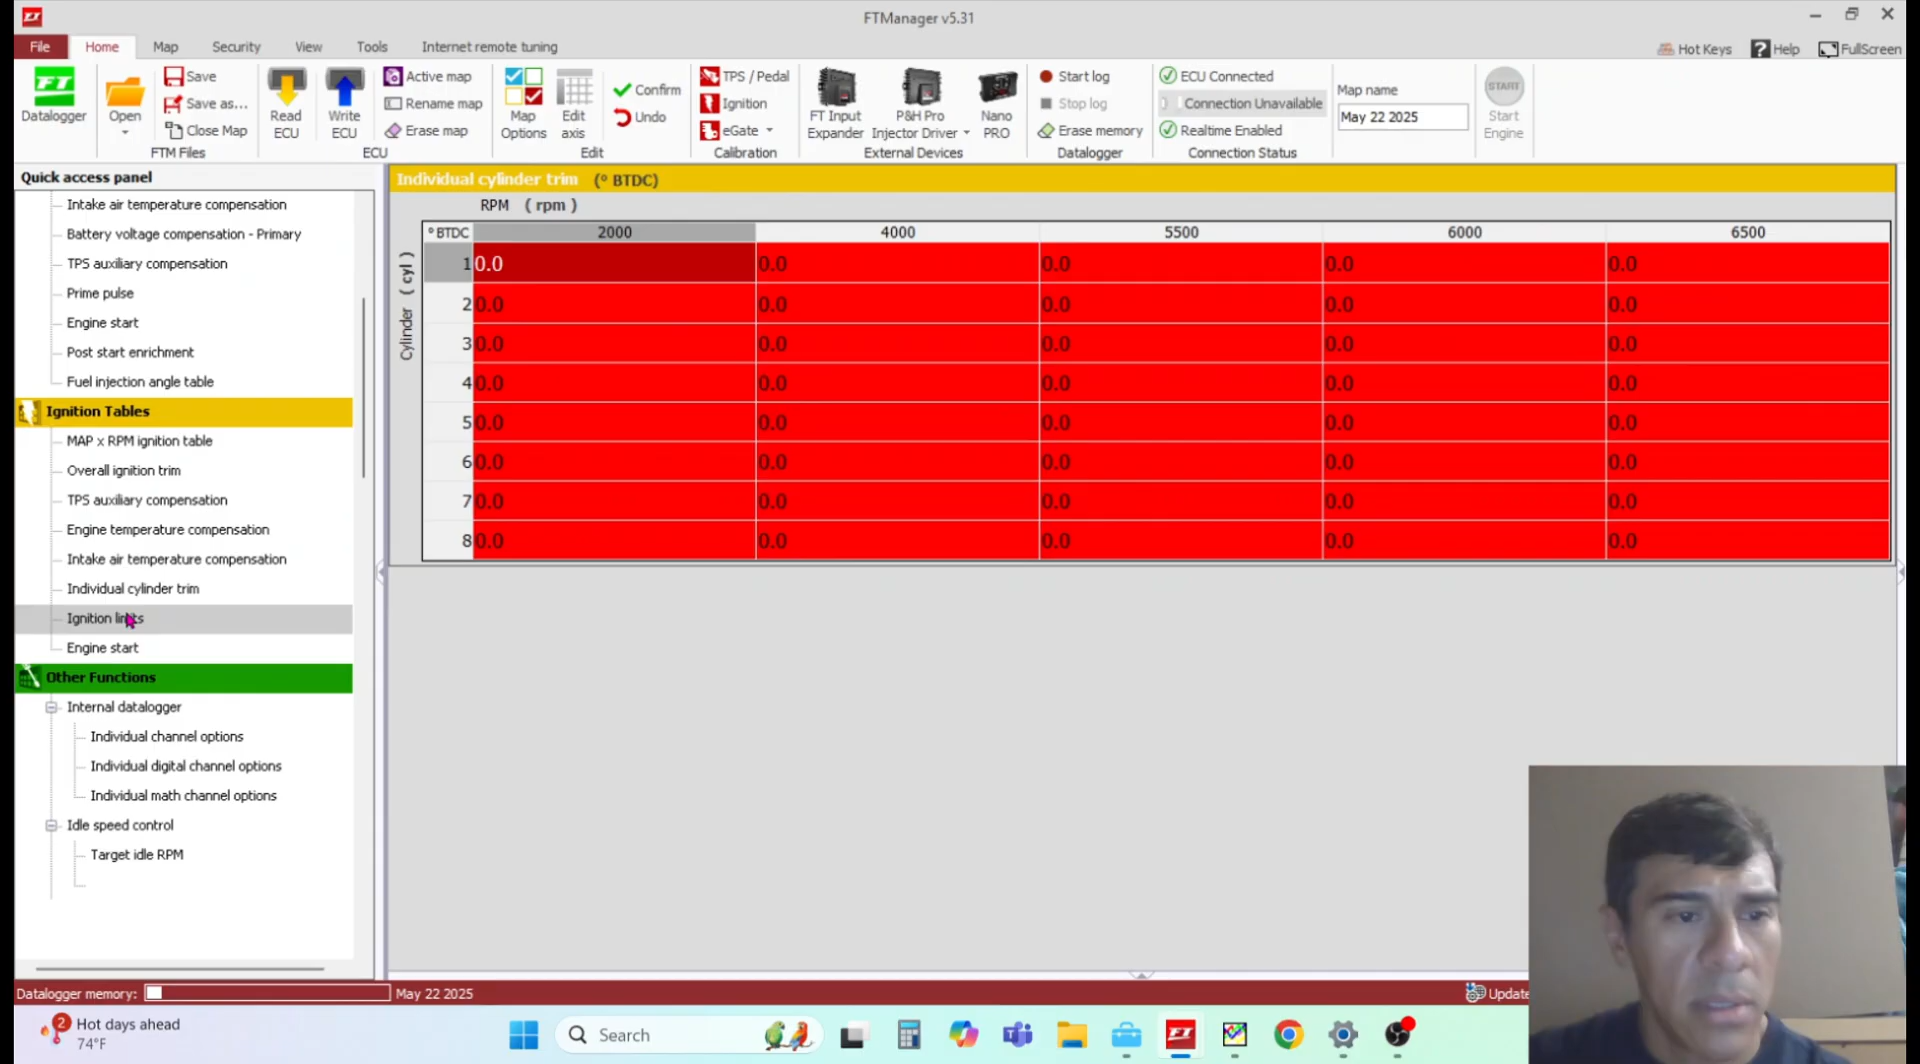 FTManager v5.31
File Home Map Security View Tools Internet remote tuning
Hot Keys Help FullScreen
Datalogger
Open
Save
Save as...
Close Map
FTM Files
Read ECU
Write ECU
Active map
Rename map
Erase map
ECU
Map Options
Edit axis
Confirm
Undo
Edit
TPS / Pedal
Ignition
eGate
Calibration
FT Input Expander
P&H Pro Injector Driver
Nano PRO
External Devices
Start log
Stop log
Erase memory
Datalogger
ECU Connected
Connection Unavailable
Realtime Enabled
Connection Status
Map name
May 22 2025
START
Start Engine
Quick access panel
Intake air temperature compensation
Battery voltage compensation - Primary
TPS auxiliary compensation
Prime pulse
Engine start
Post start enrichment
Fuel injection angle table
Ignition Tables
MAP x RPM ignition table
Overall ignition trim
TPS auxiliary compensation
Engine temperature compensation
Intake air temperature compensation
Individual cylinder trim
Ignition limits
Engine start
Other Functions
Internal datalogger
Individual channel options
Individual digital channel options
Individual math channel options
Idle speed control
Target idle RPM
Individual cylinder trim (° BTDC)
RPM ( rpm )
Cylinder ( cyl )
° BTDC 2000 4000 5500 6000 6500
1 0.0 0.0 0.0 0.0 0.0
2 0.0 0.0 0.0 0.0 0.0
3 0.0 0.0 0.0 0.0 0.0
4 0.0 0.0 0.0 0.0 0.0
5 0.0 0.0 0.0 0.0 0.0
6 0.0 0.0 0.0 0.0 0.0
7 0.0 0.0 0.0 0.0 0.0
8 0.0 0.0 0.0 0.0 0.0
Datalogger memory: May 22 2025
Update
2
Hot days ahead
74°F
Search